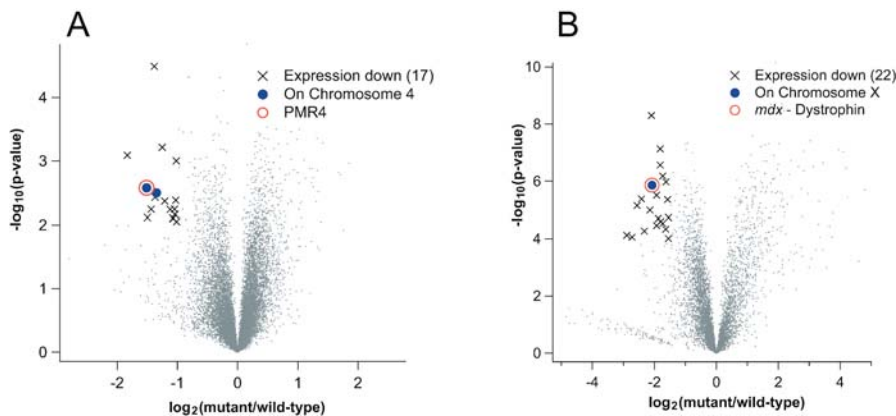 A
× Expression down (17)
● On Chromosome 4
○ PMR4
-log10(p-value)
4
3
2
1
0
-2
-1
0
1
2
log2(mutant/wild-type)
B
× Expression down (22)
● On Chromosome X
○ mdx - Dystrophin
-log10(p-value)
10
8
6
4
2
0
-4
-2
0
2
4
log2(mutant/wild-type)